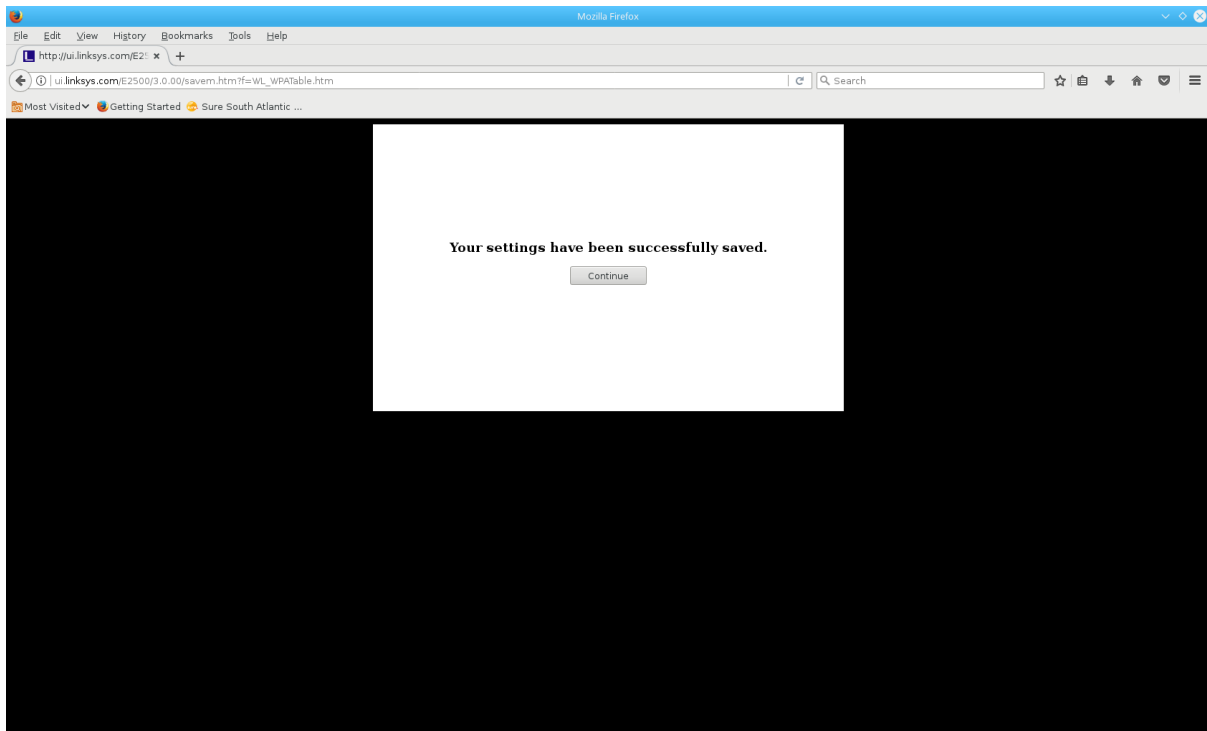 Mozilla Firefox
File Edit View History Bookmarks Tools Help
http://ui.linksys.com/E25
ui.linksys.com/E2500/3.0.00/savem.htm?f=WL_WPATable.htm Search
Most Visited Getting Started Sure South Atlantic ...
Your settings have been successfully saved.
Continue